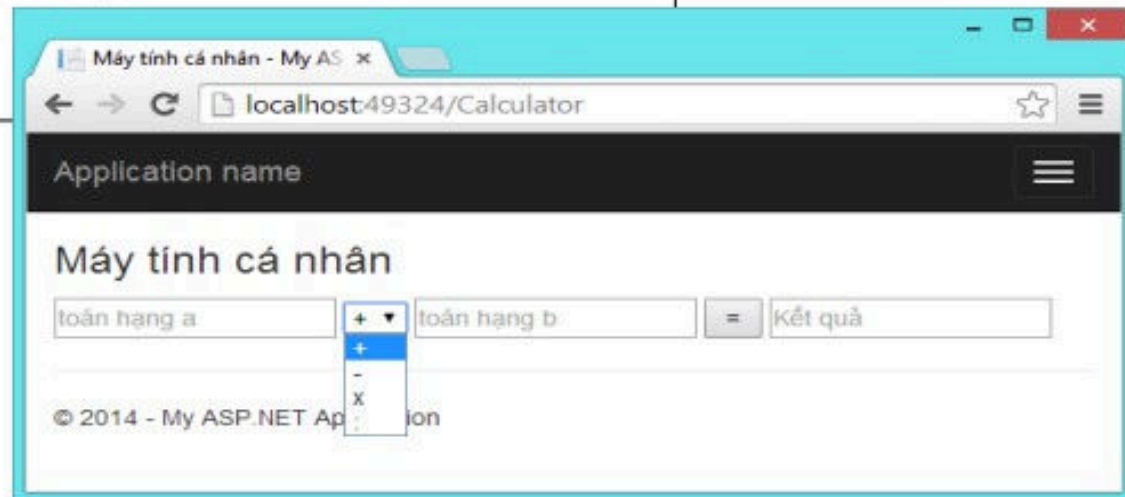 Máy tính cá nhân - My AS ×
localhost:49324/Calculator
Application name
Máy tính cá nhân
toán hạng a + ▼ toán hạng b = Kết quả
+
-
x
:
© 2014 - My ASP.NET Ap ion